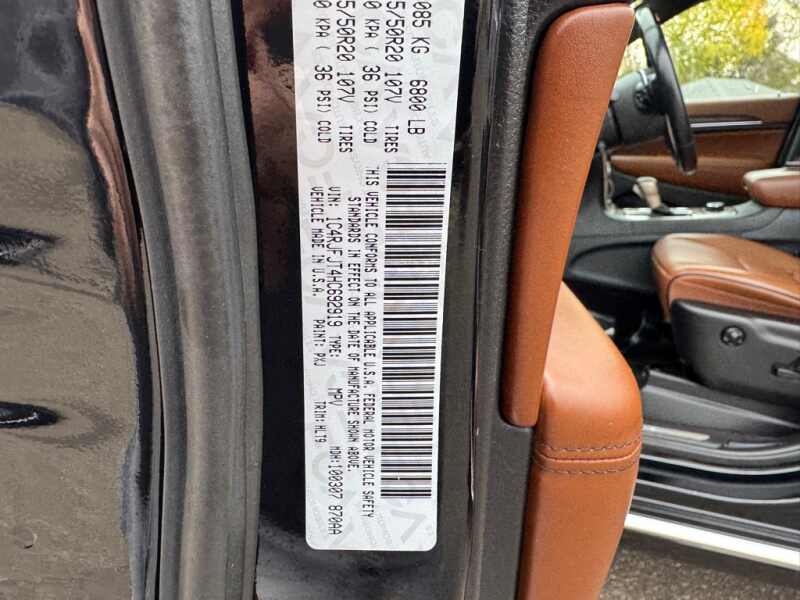 085 KG 6800 LB
5/50R20 107V TIRES
0 KPA ( 36 PSI) COLD
5/50R20 107V TIRES
0 KPA ( 36 PSI) COLD
THIS VEHICLE CONFORMS TO ALL APPLICABLE U.S.A. FEDERAL MOTOR VEHICLE SAFETY
STANDARDS IN EFFECT ON THE DATE OF MANUFACTURE SHOWN ABOVE.
VIN: 1C4RJFJT4HC692919 TYPE: MPV MDH:100307 870AA
VEHICLE MADE IN U.S.A. PAINT: PXJ TRIM:HLT9